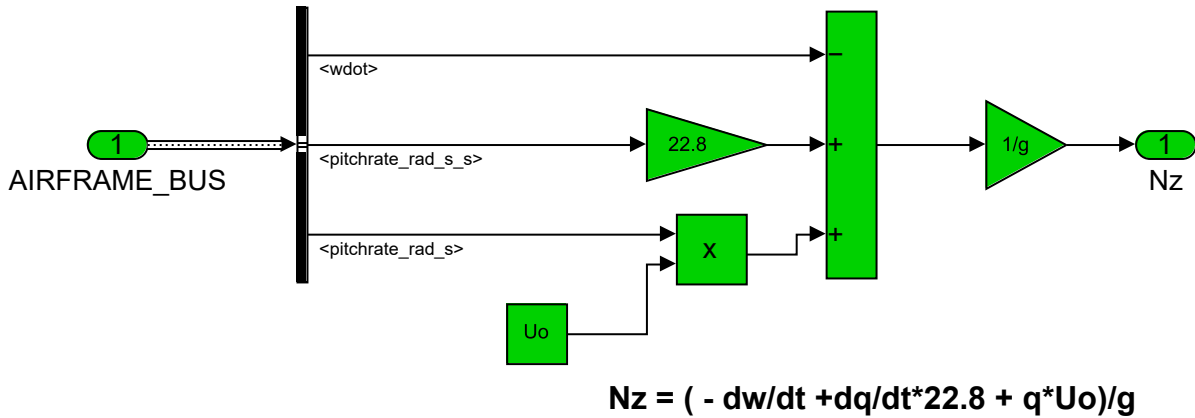 <wdot>
−
1
AIRFRAME_BUS
<pitchrate_rad_s_s>
22.8
+
1/g
1
Nz
<pitchrate_rad_s>
x
+
Uo
Nz = ( - dw/dt +dq/dt*22.8 + q*Uo)/g